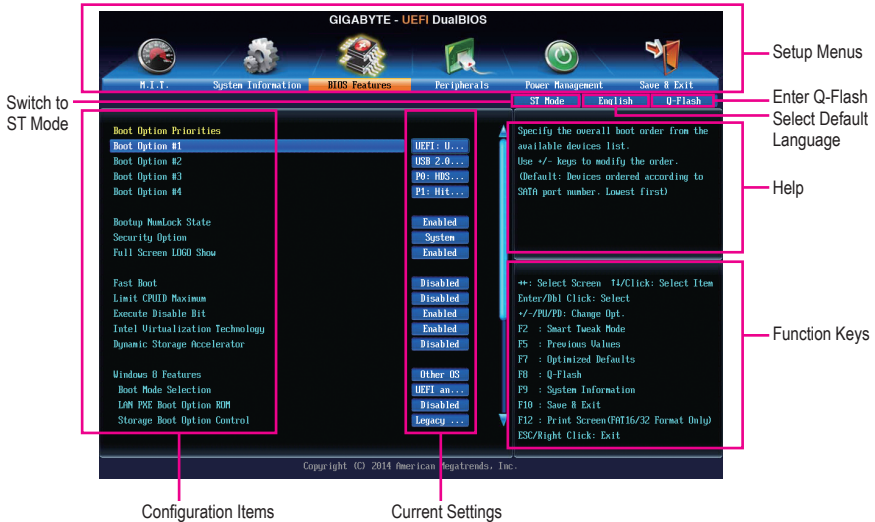 GIGABYTE - UEFI DualBIOS
M.I.T. System Information BIOS Features Peripherals Power Management Save & Exit
Setup Menus
ST Mode English Q-Flash
Switch to
ST Mode
Enter Q-Flash
Select Default
Language
Boot Option Priorities
Boot Option #1 UEFI: U...
Boot Option #2 USB 2.0...
Boot Option #3 P0: HDS...
Boot Option #4 P1: Hit...
Bootup NumLock State Enabled
Security Option System
Full Screen LOGO Show Enabled
Fast Boot Disabled
Limit CPUID Maximum Disabled
Execute Disable Bit Enabled
Intel Virtualization Technology Enabled
Dynamic Storage Accelerator Disabled
Windows 8 Features Other OS
Boot Mode Selection UEFI an...
LAN PXE Boot Option ROM Disabled
Storage Boot Option Control Legacy ...
Specify the overall boot order from the
available devices list.
Use +/- keys to modify the order.
(Default: Devices ordered according to
SATA port number. Lowest first)
Help
→←: Select Screen ↑↓/Click: Select Item
Enter/Dbl Click: Select
+/-/PU/PD: Change Opt.
F2 : Smart Tweak Mode
F5 : Previous Values
F7 : Optimized Defaults
F8 : Q-Flash
F9 : System Information
F10 : Save & Exit
F12 : Print Screen(FAT16/32 Format Only)
ESC/Right Click: Exit
Function Keys
Copyright (C) 2014 American Megatrends, Inc.
Configuration Items
Current Settings